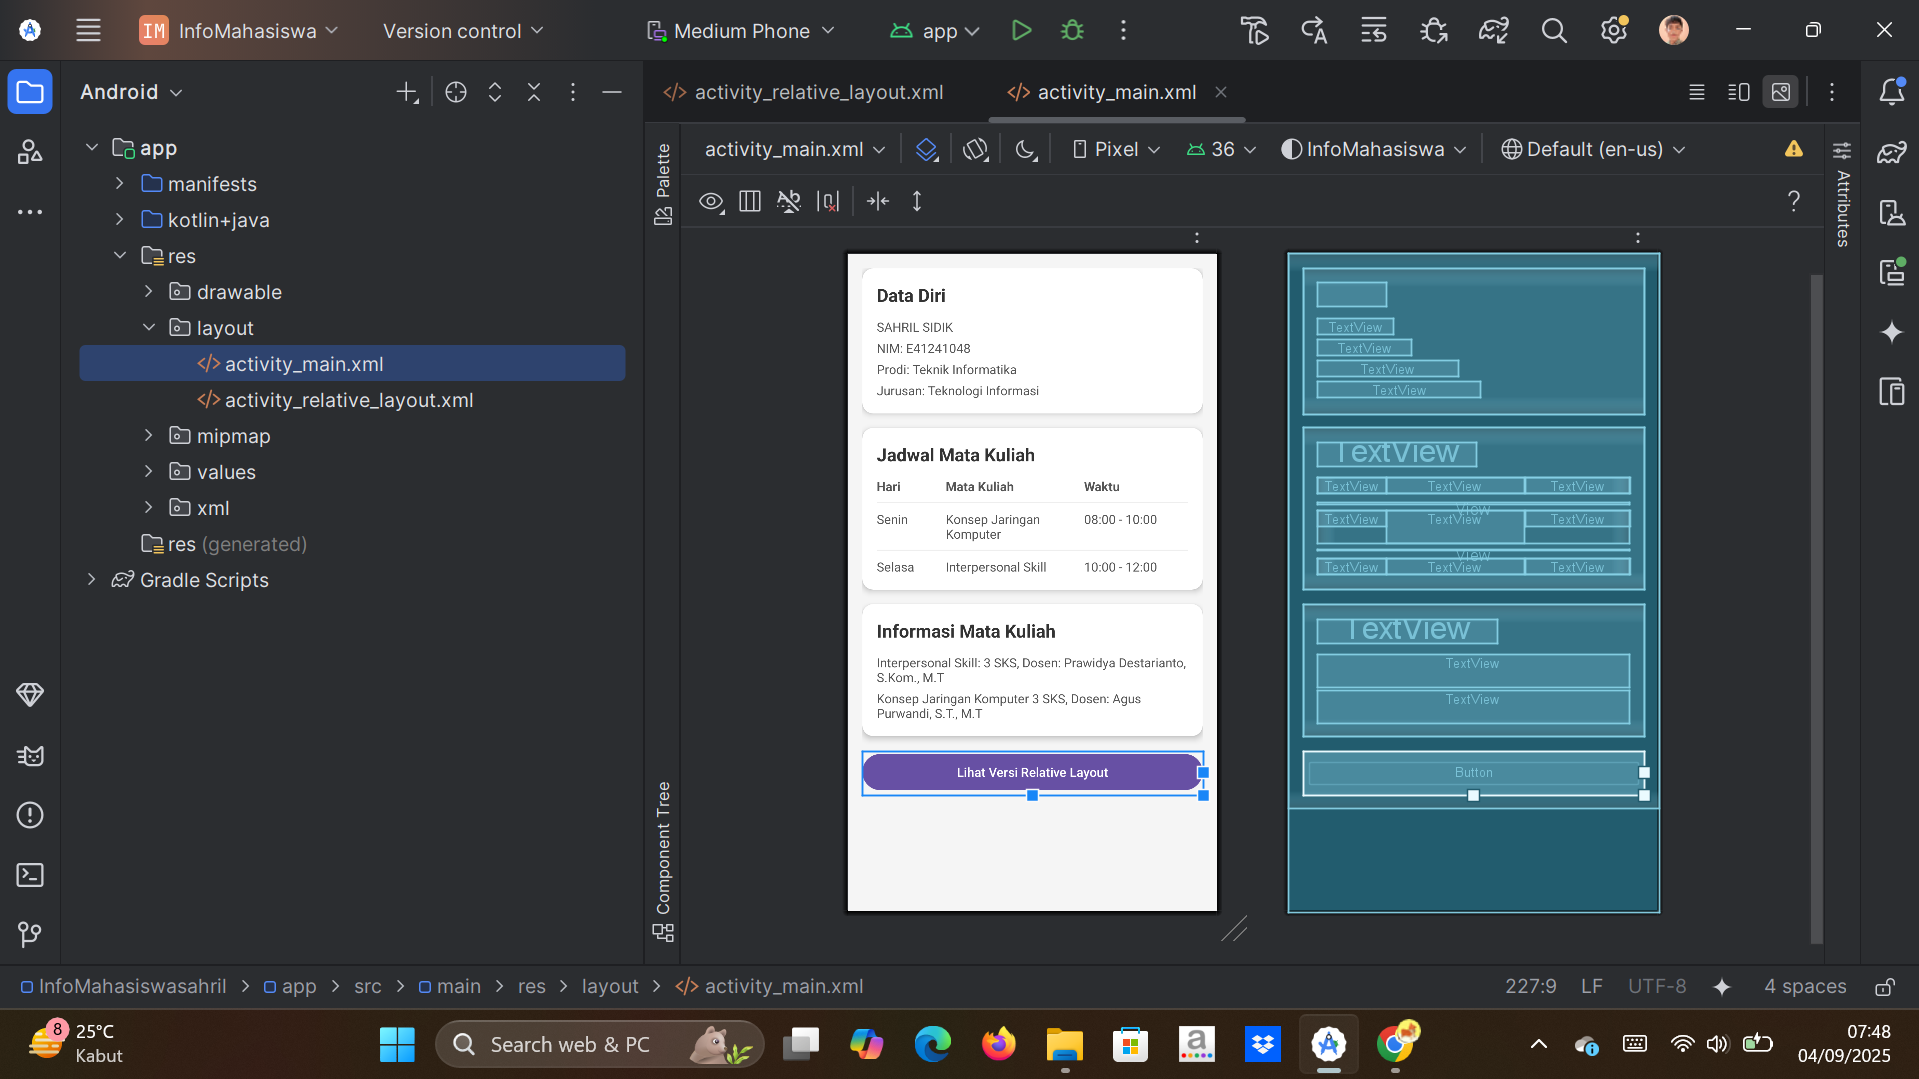 IM InfoMahasiswa
Version control
Medium Phone
app
Android
activity_relative_layout.xml
activity_main.xml
app
manifests
kotlin+java
res
drawable
layout
activity_main.xml
activity_relative_layout.xml
mipmap
values
xml
res (generated)
Gradle Scripts
Palette
Component Tree
activity_main.xml
Pixel
36
InfoMahasiswa
Default (en-us)
?
Attributes
Data Diri
SAHRIL SIDIK
NIM: E41241048
Prodi: Teknik Informatika
Jurusan: Teknologi Informasi
Jadwal Mata Kuliah
Hari Mata Kuliah Waktu
Senin Konsep Jaringan Komputer 08:00 - 10:00
Selasa Interpersonal Skill 10:00 - 12:00
Informasi Mata Kuliah
Interpersonal Skill: 3 SKS, Dosen: Prawidya Destarianto,
S.Kom., M.T
Konsep Jaringan Komputer 3 SKS, Dosen: Agus
Purwandi, S.T., M.T
Lihat Versi Relative Layout
TextView
TextView
TextView
TextView
TextView
TextView TextView TextView
View
TextView TextView TextView
View
TextView TextView TextView
TextView
TextView
TextView
Button
InfoMahasiswasahril > app > src > main > res > layout > activity_main.xml
227:9 LF UTF-8 4 spaces
8
25°C
Kabut
Search web & PC
a
07:48
04/09/2025